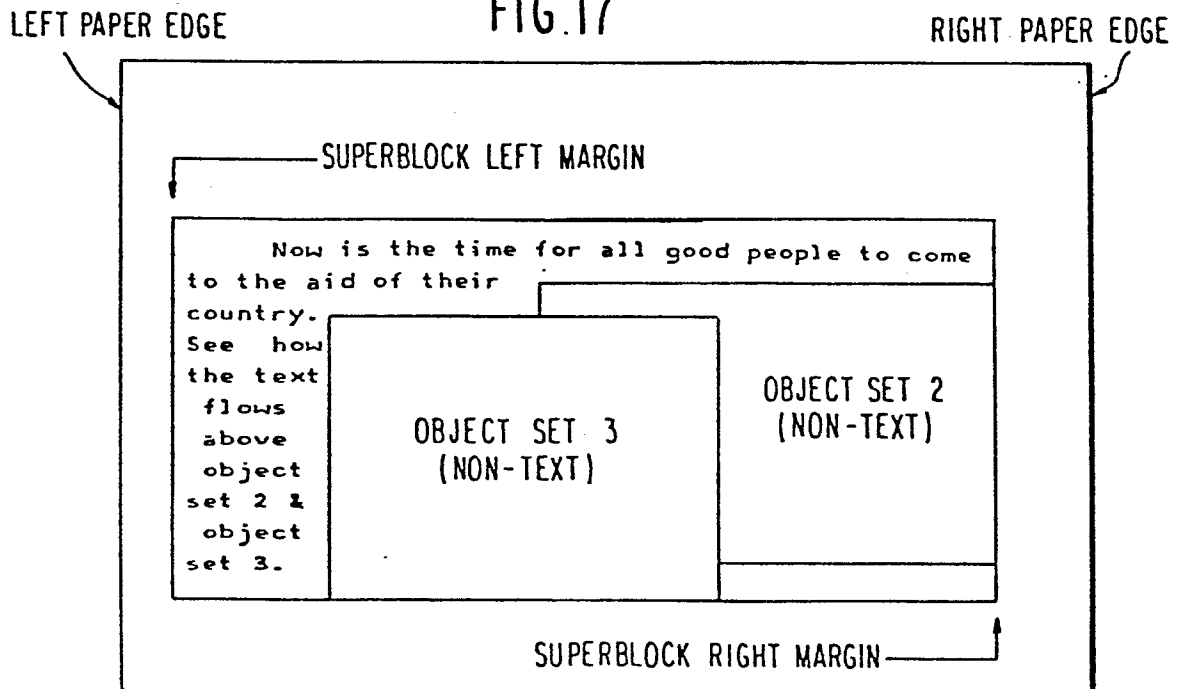 FIG.17
LEFT PAPER EDGE
RIGHT PAPER EDGE
SUPERBLOCK LEFT MARGIN
Now is the time for all good people to come
to the aid of their
country.
See how
the text
flows
above
object
set 2 &
object
set 3.
OBJECT SET 3
(NON-TEXT)
OBJECT SET 2
(NON-TEXT)
SUPERBLOCK RIGHT MARGIN